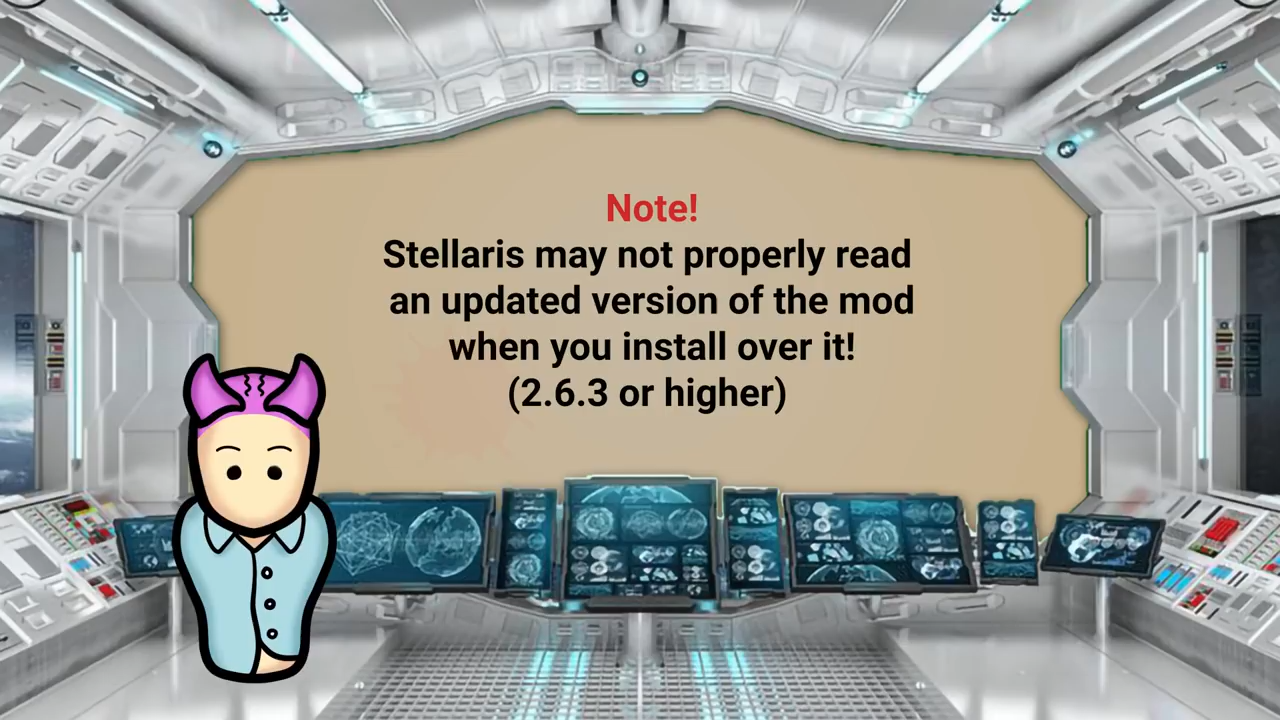 Note!
Stellaris may not properly read
an updated version of the mod
when you install over it!
(2.6.3 or higher)